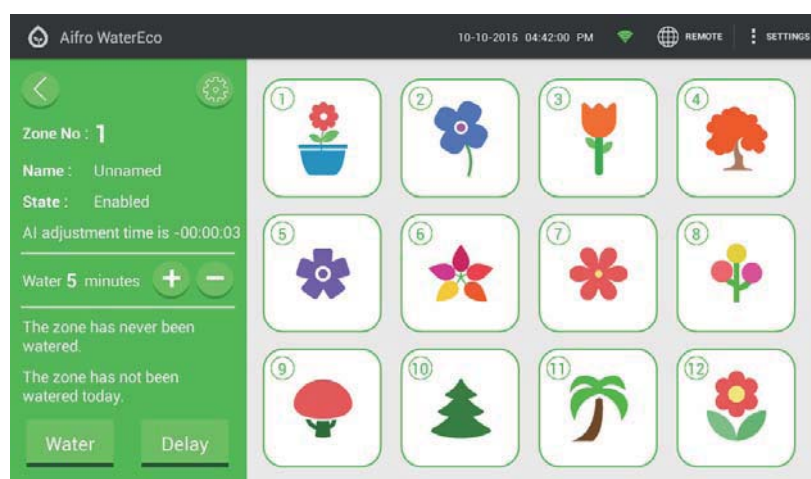 Aifro WaterEco
10-10-2015 04:42:00 PM
REMOTE
SETTINGS
Zone No : 1
Name : Unnamed
State : Enabled
AI adjustment time is -00:00:03
Water 5 minutes + −
The zone has never been
watered.
The zone has not been
watered today.
Water
Delay
1
2
3
4
5
6
7
8
9
10
11
12